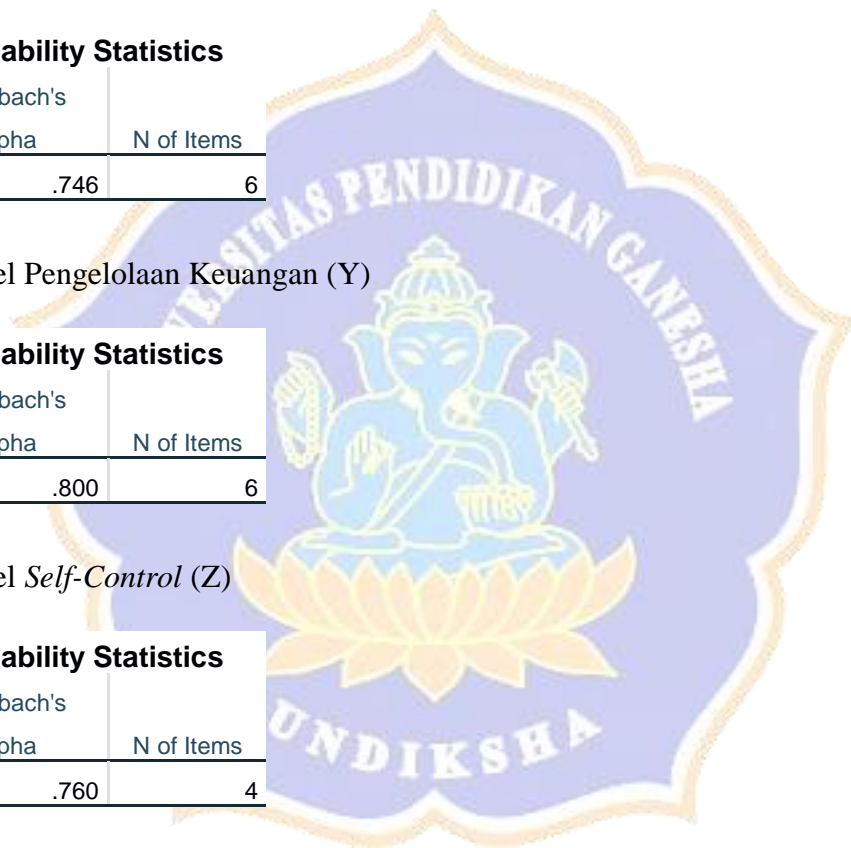 ability Statistics
bach's
pha N of Items
.746 6
el Pengelolaan Keuangan (Y)
ability Statistics
bach's
pha N of Items
.800 6
el Self-Control (Z)
ability Statistics
bach's
pha N of Items
.760 4
VERSITAS PENDIDIKAN GANESHA
UNDIKSHA